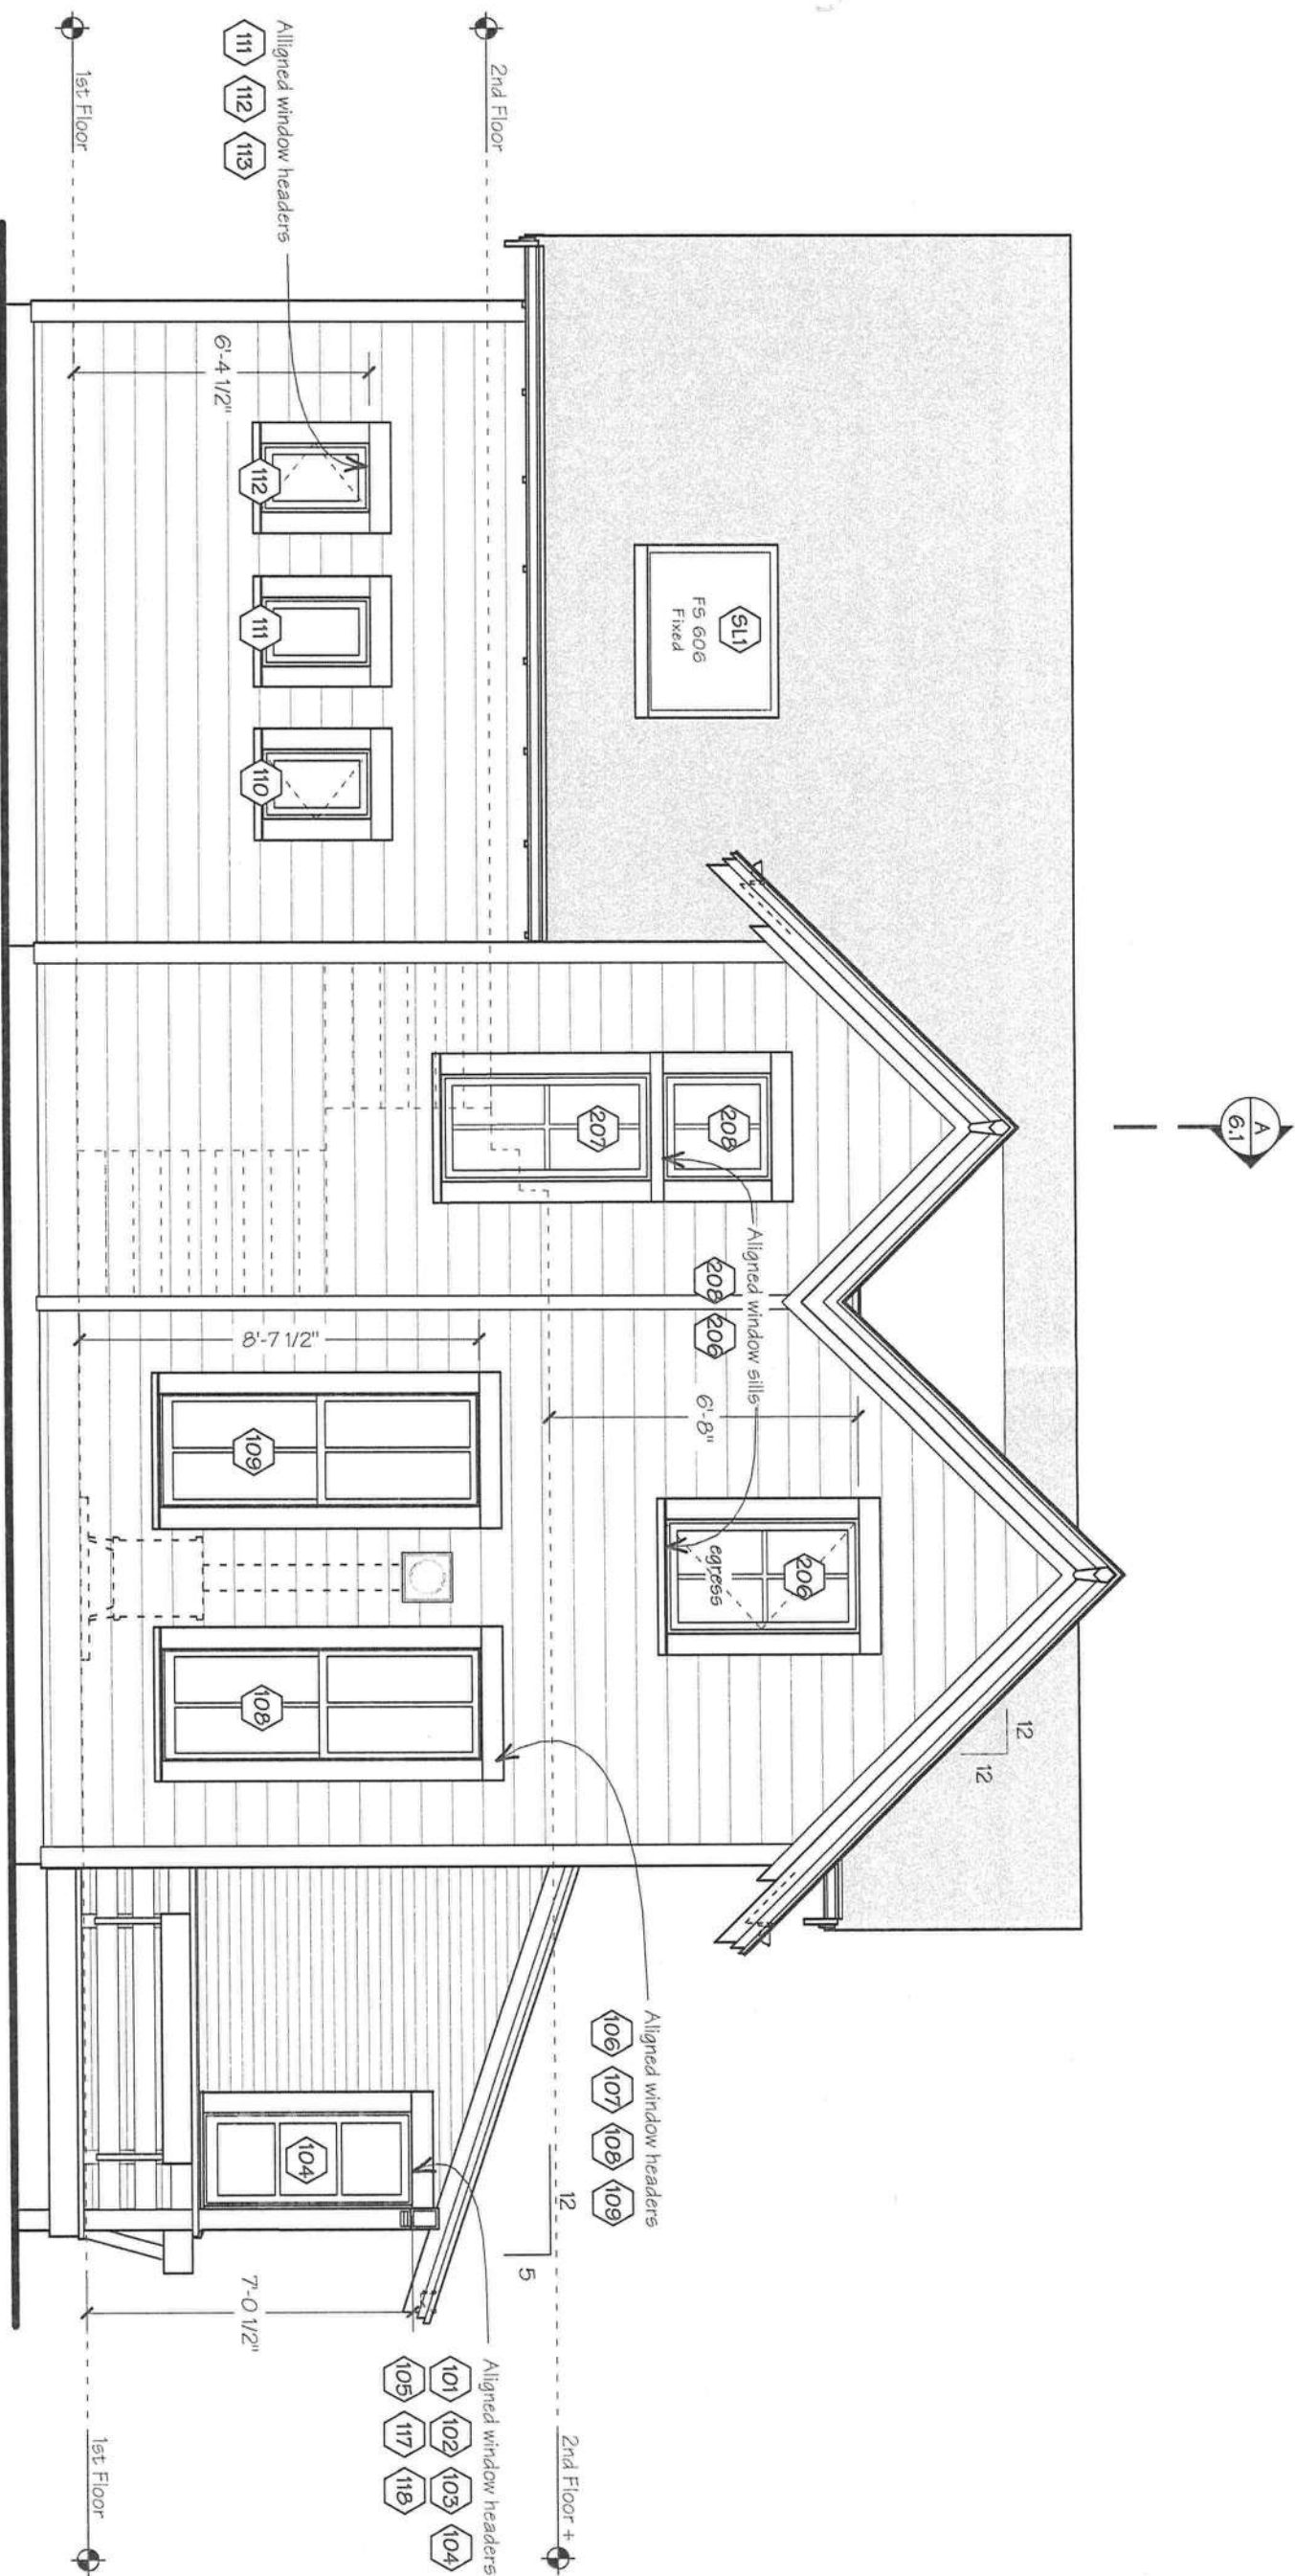 A
6.1
12
12
2nd Floor
2nd Floor +
SL1
FS 606
Fixed
208
207
Aligned window sills
208 206
6'-8"
206
egress
Aligned window headers
106 107 108 109
12
5
Alligned window headers
111 112 113
6'-4 1/2"
112
111
110
8'-7 1/2"
109
108
104
Aligned window headers
101 102 103 104
105 117 118
7'-0 1/2"
1st Floor
1st Floor